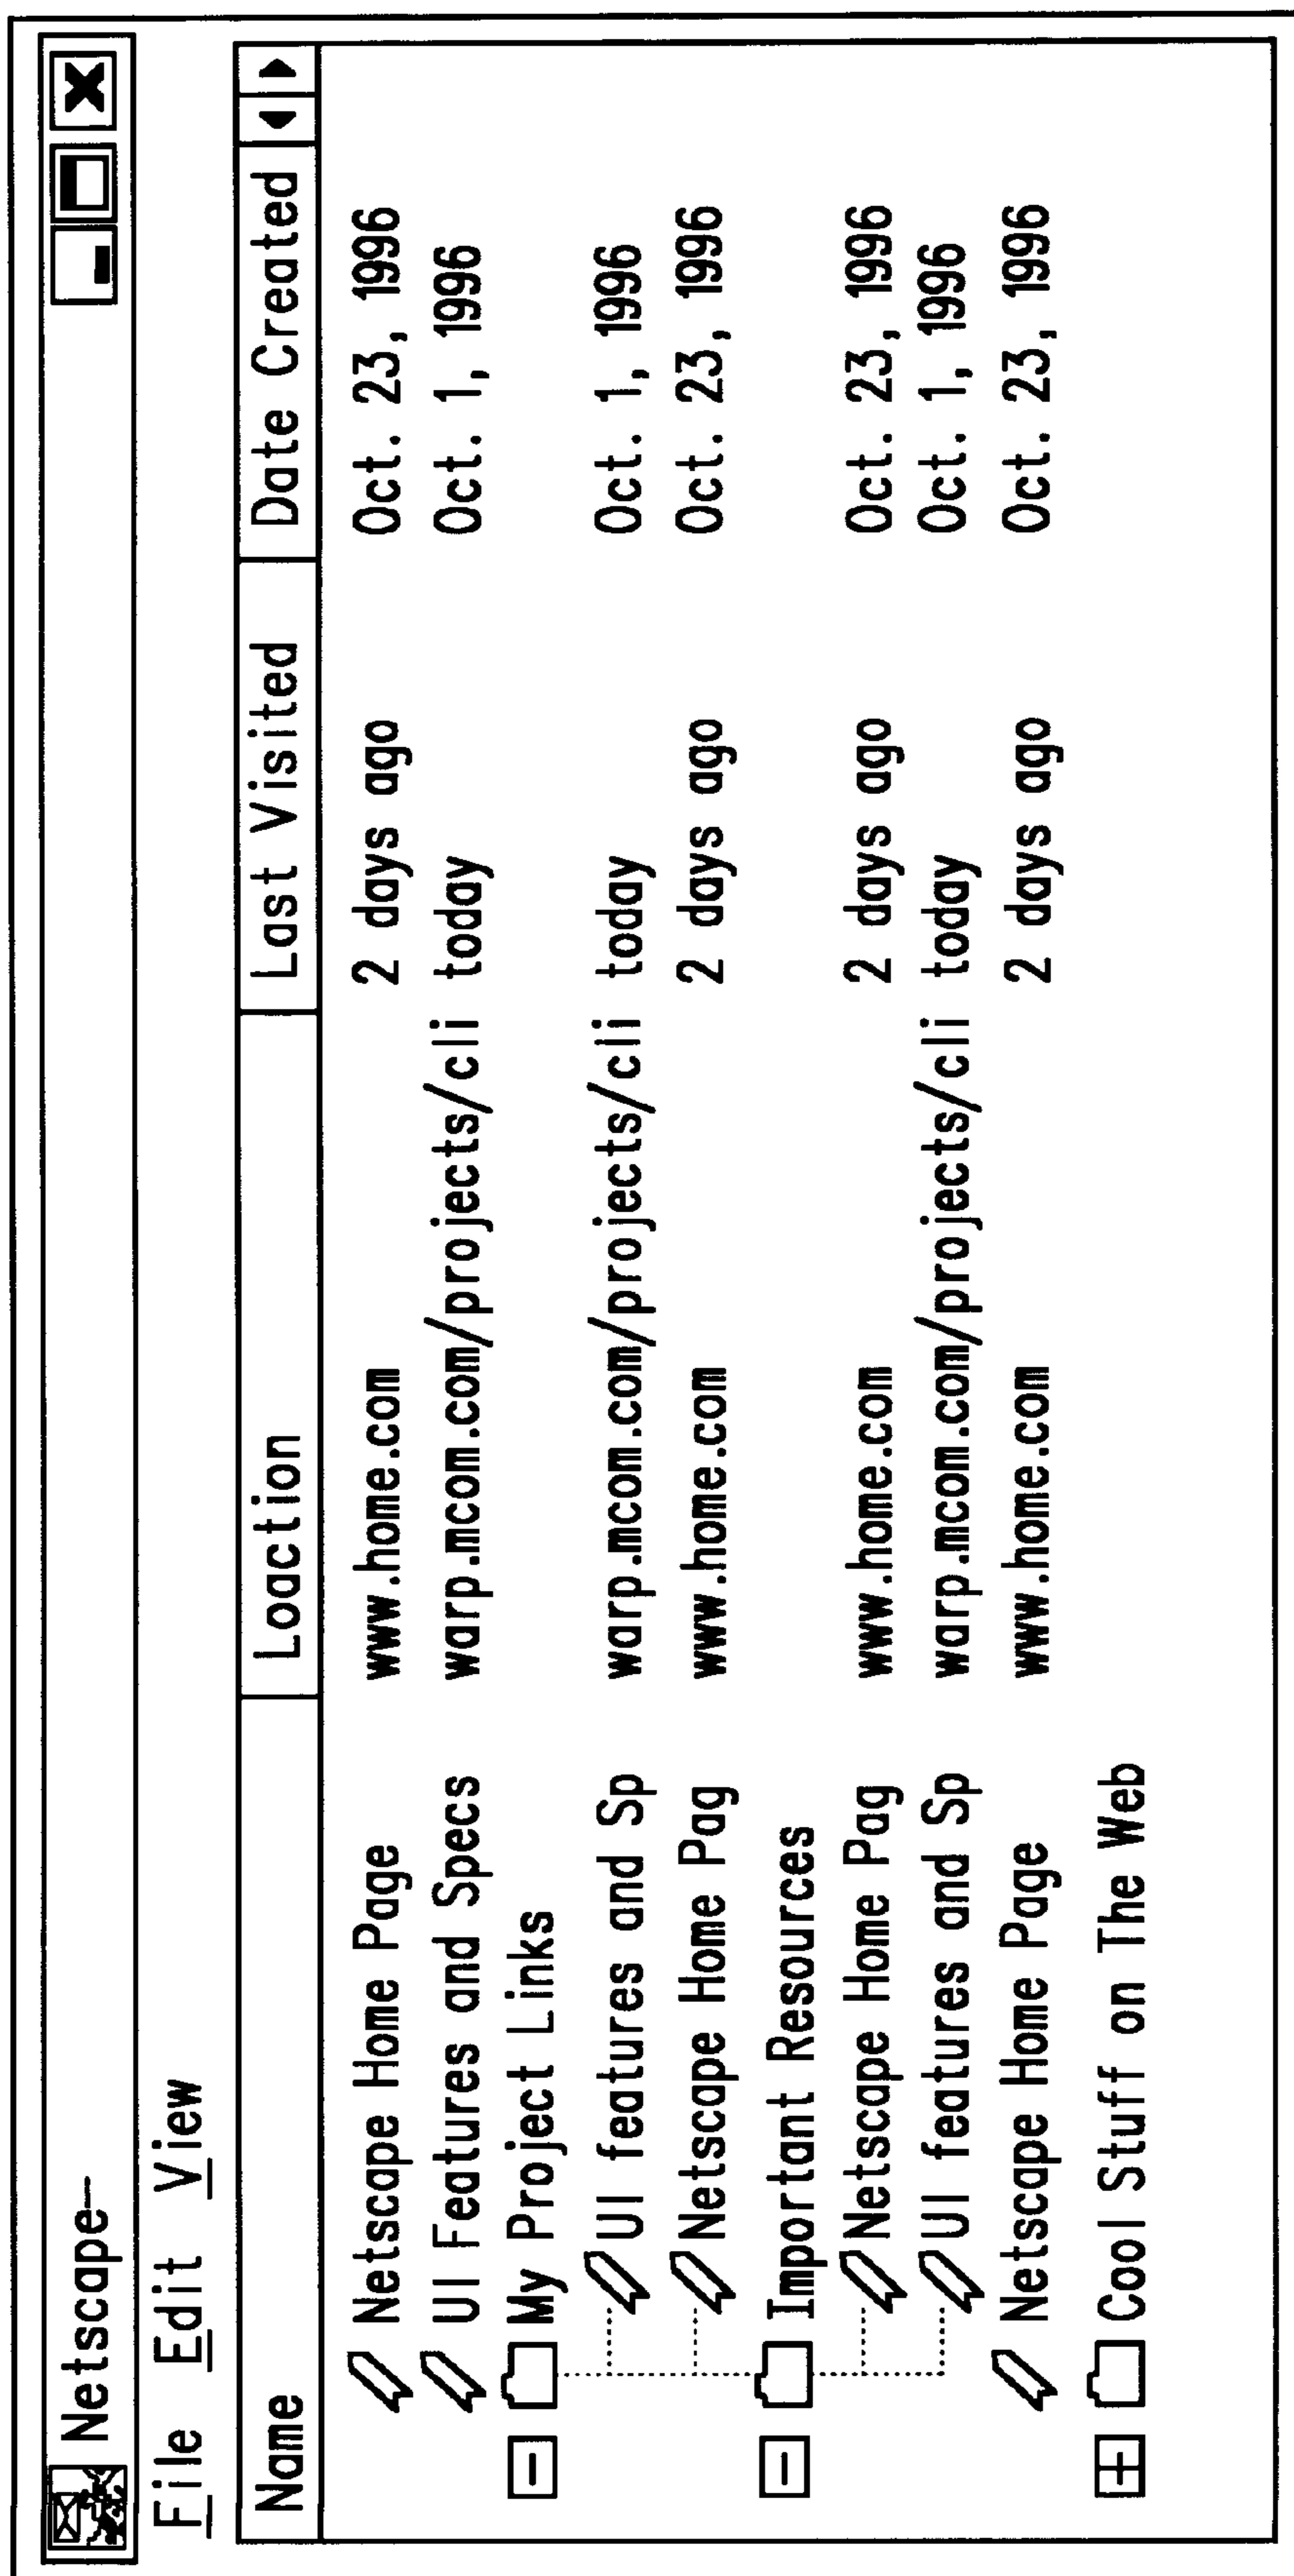 Netscape--
File Edit View
Name Loaction Last Visited Date Created
Netscape Home Page www.home.com 2 days ago Oct. 23, 1996
UI Features and Specs warp.mcom.com/projects/cli today Oct. 1, 1996
My Project Links
UI features and Sp warp.mcom.com/projects/cli today Oct. 1, 1996
Netscape Home Pag www.home.com 2 days ago Oct. 23, 1996
Important Resources
Netscape Home Pag www.home.com 2 days ago Oct. 23, 1996
UI features and Sp warp.mcom.com/projects/cli today Oct. 1, 1996
Netscape Home Page www.home.com 2 days ago Oct. 23, 1996
Cool Stuff on The Web